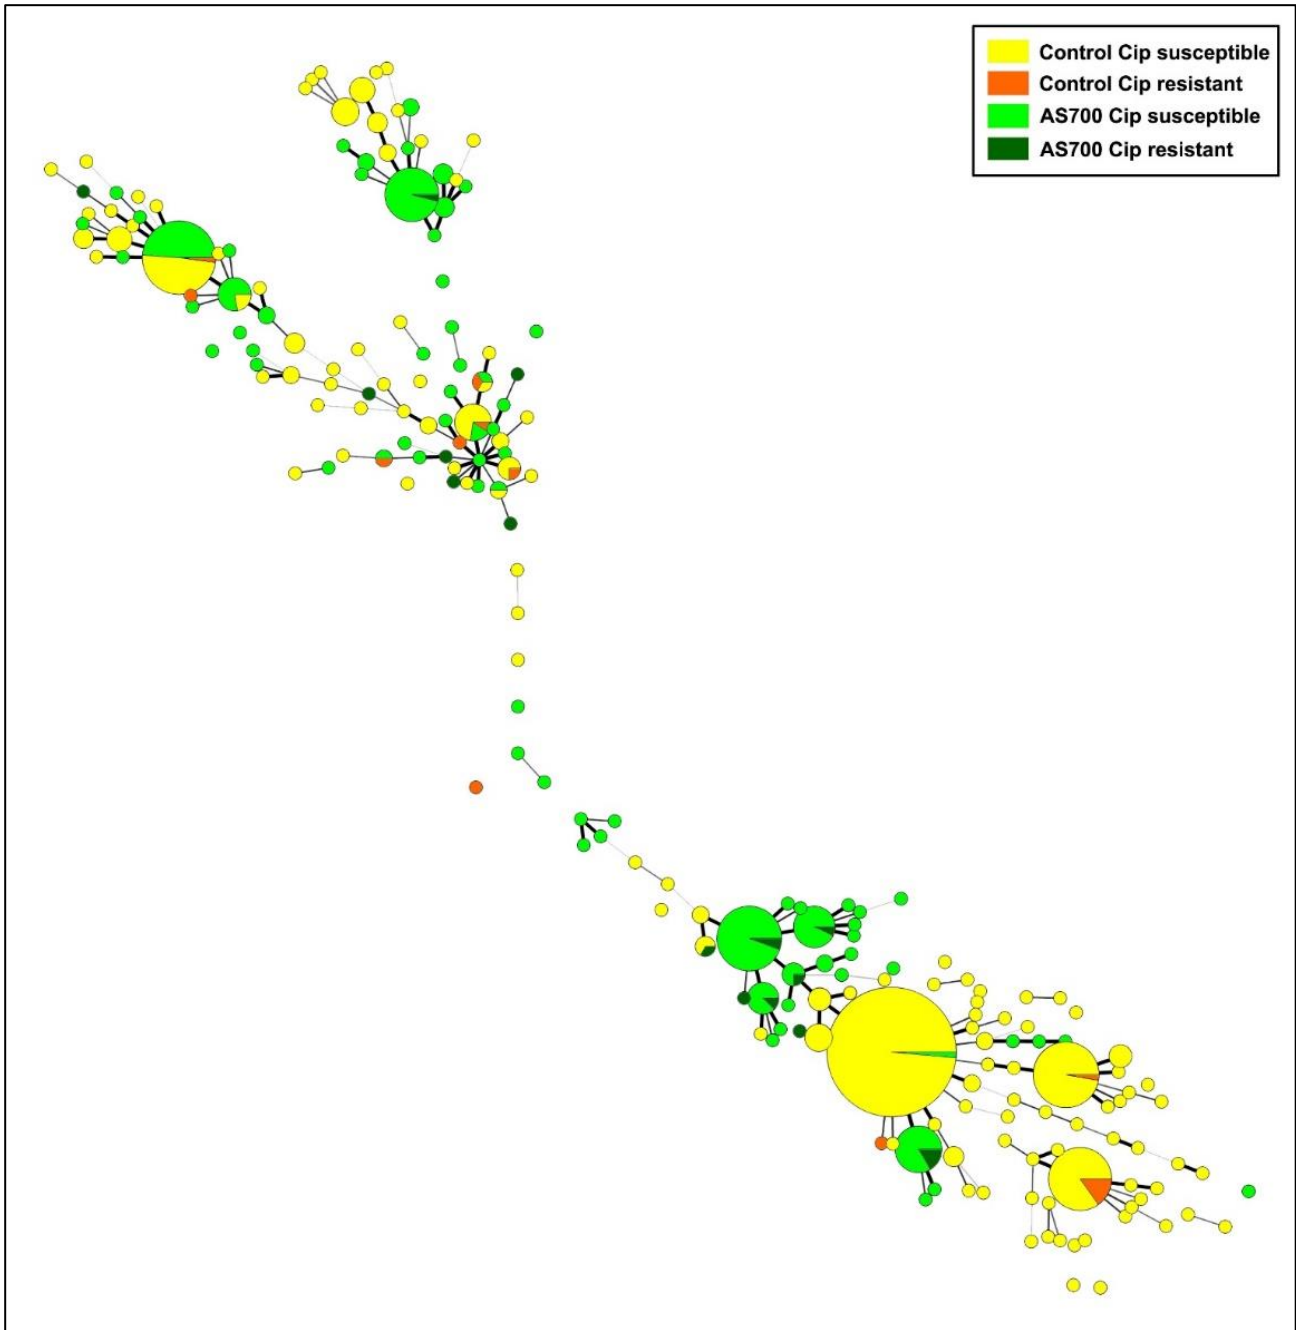 Control Cip susceptible
Control Cip resistant
AS700 Cip susceptible
AS700 Cip resistant